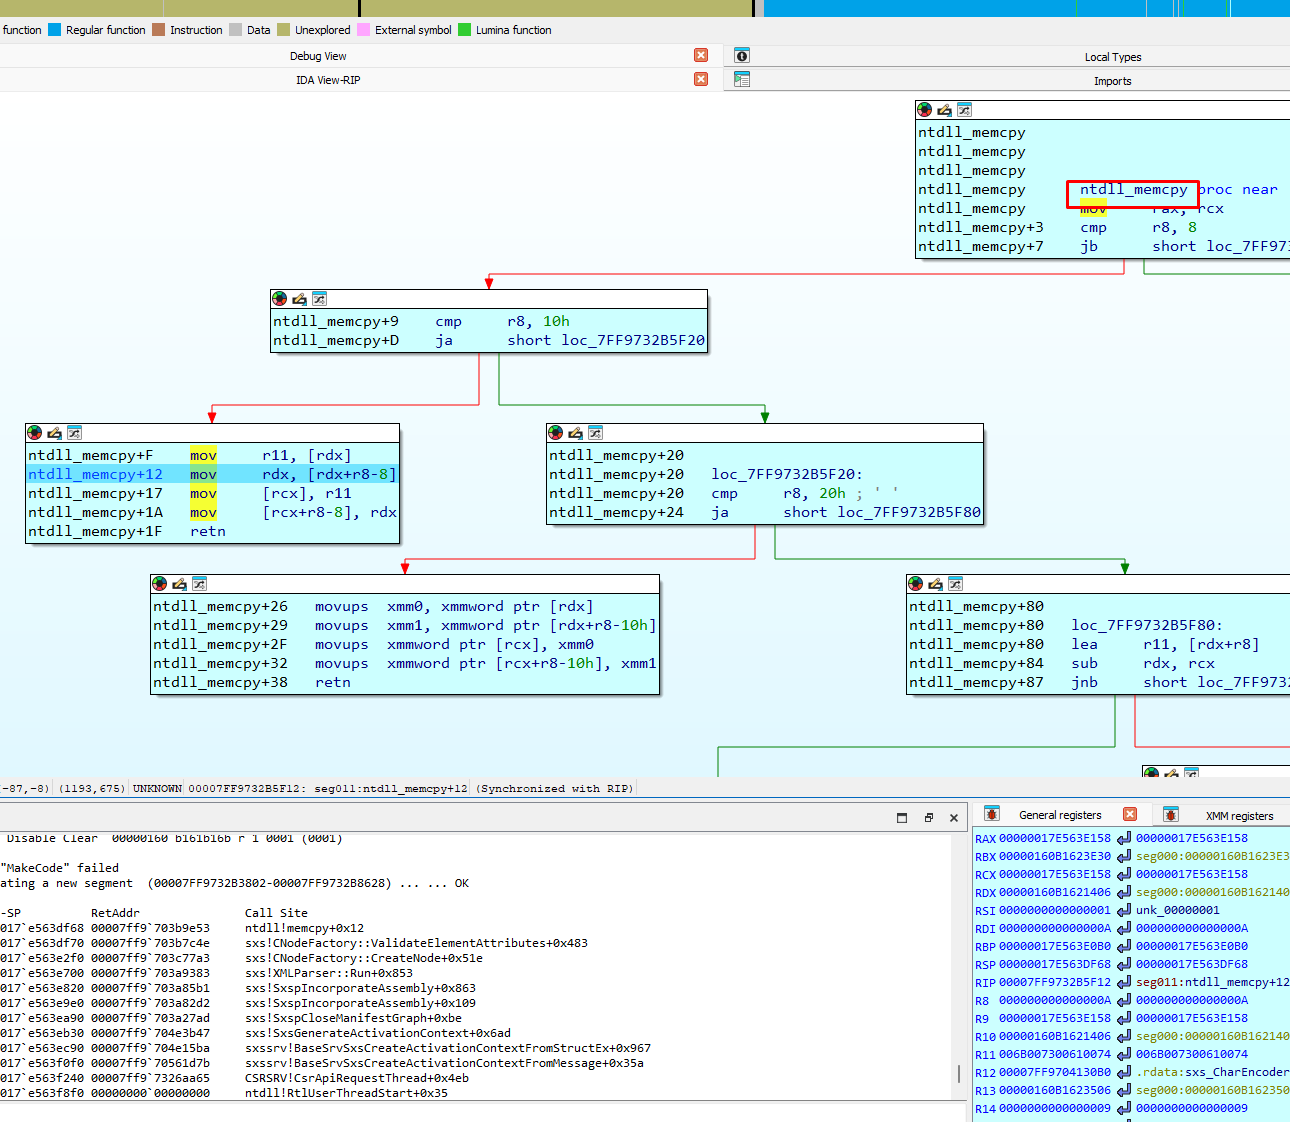 function Regular function Instruction Data Unexplored External symbol Lumina function
Debug View
Local Types
IDA View-RIP
Imports
ntdll_memcpy
ntdll_memcpy
ntdll_memcpy
ntdll_memcpy ntdll_memcpy proc near
ntdll_memcpy mov rax, rcx
ntdll_memcpy+3 cmp r8, 8
ntdll_memcpy+7 jb short loc_7FF973
ntdll_memcpy+9 cmp r8, 10h
ntdll_memcpy+D ja short loc_7FF9732B5F20
ntdll_memcpy+F mov r11, [rdx]
ntdll_memcpy+12 mov rdx, [rdx+r8-8]
ntdll_memcpy+17 mov [rcx], r11
ntdll_memcpy+1A mov [rcx+r8-8], rdx
ntdll_memcpy+1F retn
ntdll_memcpy+20
ntdll_memcpy+20 loc_7FF9732B5F20:
ntdll_memcpy+20 cmp r8, 20h ; ' '
ntdll_memcpy+24 ja short loc_7FF9732B5F80
ntdll_memcpy+26 movups xmm0, xmmword ptr [rdx]
ntdll_memcpy+29 movups xmm1, xmmword ptr [rdx+r8-10h]
ntdll_memcpy+2F movups xmmword ptr [rcx], xmm0
ntdll_memcpy+32 movups xmmword ptr [rcx+r8-10h], xmm1
ntdll_memcpy+38 retn
ntdll_memcpy+80
ntdll_memcpy+80 loc_7FF9732B5F80:
ntdll_memcpy+80 lea r11, [rdx+r8]
ntdll_memcpy+84 sub rdx, rcx
ntdll_memcpy+87 jnb short loc_7FF9732
(-87,-8) (1193,675) UNKNOWN 00007FF9732B5F12: seg011:ntdll_memcpy+12 (Synchronized with RIP)
Disable Clear 00000160`b161b16b r 1 0001 (0001)
"MakeCode" failed
ating a new segment (00007FF9732B3802-00007FF9732B8628) ... ... OK
-SP RetAddr Call Site
017`e563df68 00007ff9`703b9e53 ntdll!memcpy+0x12
017`e563df70 00007ff9`703b7c4e sxs!CNodeFactory::ValidateElementAttributes+0x483
017`e563e2f0 00007ff9`703c77a3 sxs!CNodeFactory::CreateNode+0x51e
017`e563e700 00007ff9`703a9383 sxs!XMLParser::Run+0x853
017`e563e820 00007ff9`703a85b1 sxs!SxspIncorporateAssembly+0x863
017`e563e9e0 00007ff9`703a82d2 sxs!SxspIncorporateAssembly+0x109
017`e563ea90 00007ff9`703a27ad sxs!SxspCloseManifestGraph+0xbe
017`e563eb30 00007ff9`704e3b47 sxs!SxsGenerateActivationContext+0x6ad
017`e563ec90 00007ff9`704e15ba sxssrv!BaseSrvSxsCreateActivationContextFromStructEx+0x967
017`e563f0f0 00007ff9`70561d7b sxssrv!BaseSrvSxsCreateActivationContextFromMessage+0x35a
017`e563f240 00007ff9`7326aa65 CSRSRV!CsrApiRequestThread+0x4eb
017`e563f8f0 00000000`00000000 ntdll!RtlUserThreadStart+0x35
General registers XMM registers
RAX 00000017E563E158 00000017E563E158
RBX 00000160B1623E30 seg000:00000160B1623E3
RCX 00000017E563E158 00000017E563E158
RDX 00000160B1621406 seg000:00000160B162140
RSI 0000000000000001 unk_00000001
RDI 000000000000000A 000000000000000A
RBP 00000017E563E0B0 00000017E563E0B0
RSP 00000017E563DF68 00000017E563DF68
RIP 00007FF9732B5F12 seg011:ntdll_memcpy+12
R8 000000000000000A 000000000000000A
R9 00000017E563E158 00000017E563E158
R10 00000160B1621406 seg000:00000160B162140
R11 006B007300610074 006B007300610074
R12 00007FF9704130B0 .rdata:sxs_CharEncoder
R13 00000160B1623506 seg000:00000160B162350
R14 0000000000000009 0000000000000009